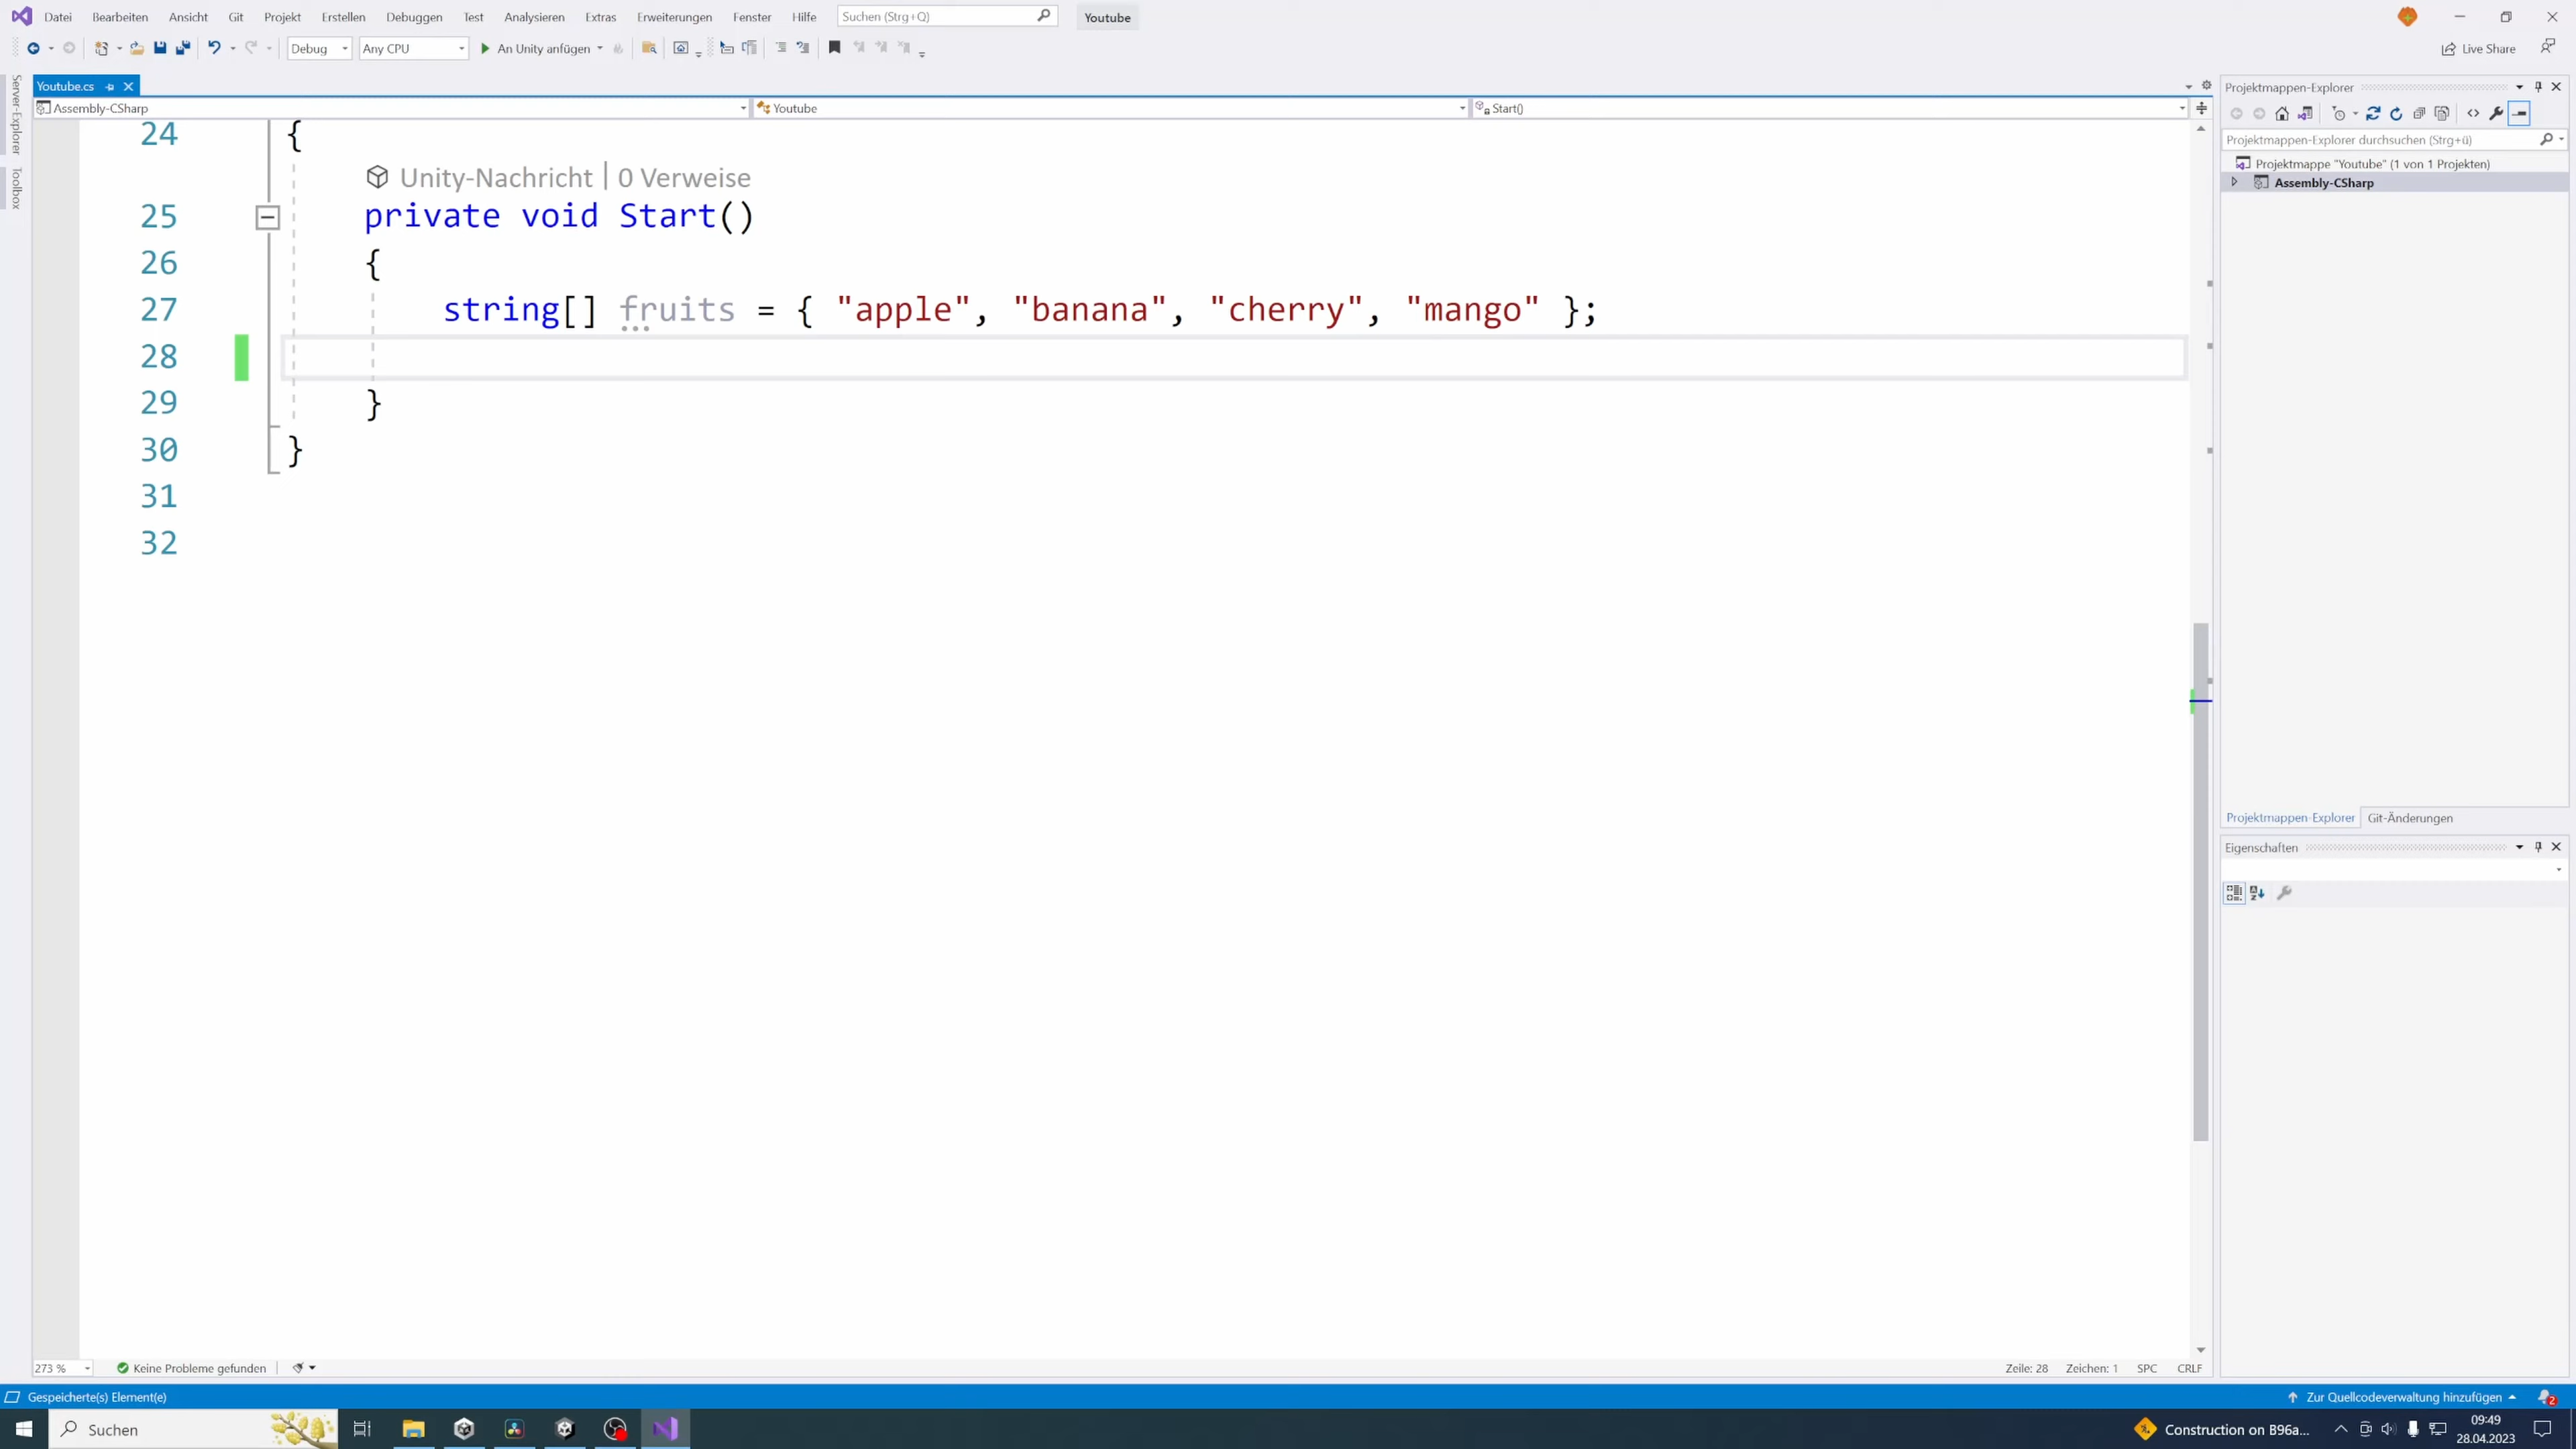 Datei Bearbeiten Ansicht Git Projekt Erstellen Debuggen Test Analysieren Extras Erweiterungen Fenster Hilfe Suchen (Strg+Q) Youtube
Debug Any CPU An Unity anfügen Live Share
Youtube.cs
Assembly-CSharp Youtube Start()
Server-Explorer
Toolbox
24 {
Unity-Nachricht | 0 Verweise
25 private void Start()
26 {
27 string[] fruits = { "apple", "banana", "cherry", "mango" };
28
29 }
30 }
31
32
Projektmappen-Explorer
Projektmappen-Explorer durchsuchen (Strg+ü)
Projektmappe "Youtube" (1 von 1 Projekten)
Assembly-CSharp
Projektmappen-Explorer Git-Änderungen
Eigenschaften
273 % Keine Probleme gefunden Zeile: 28 Zeichen: 1 SPC CRLF
Gespeicherte(s) Element(e) Zur Quellcodeverwaltung hinzufügen 2
Suchen Construction on B96a... 09:49
28.04.2023